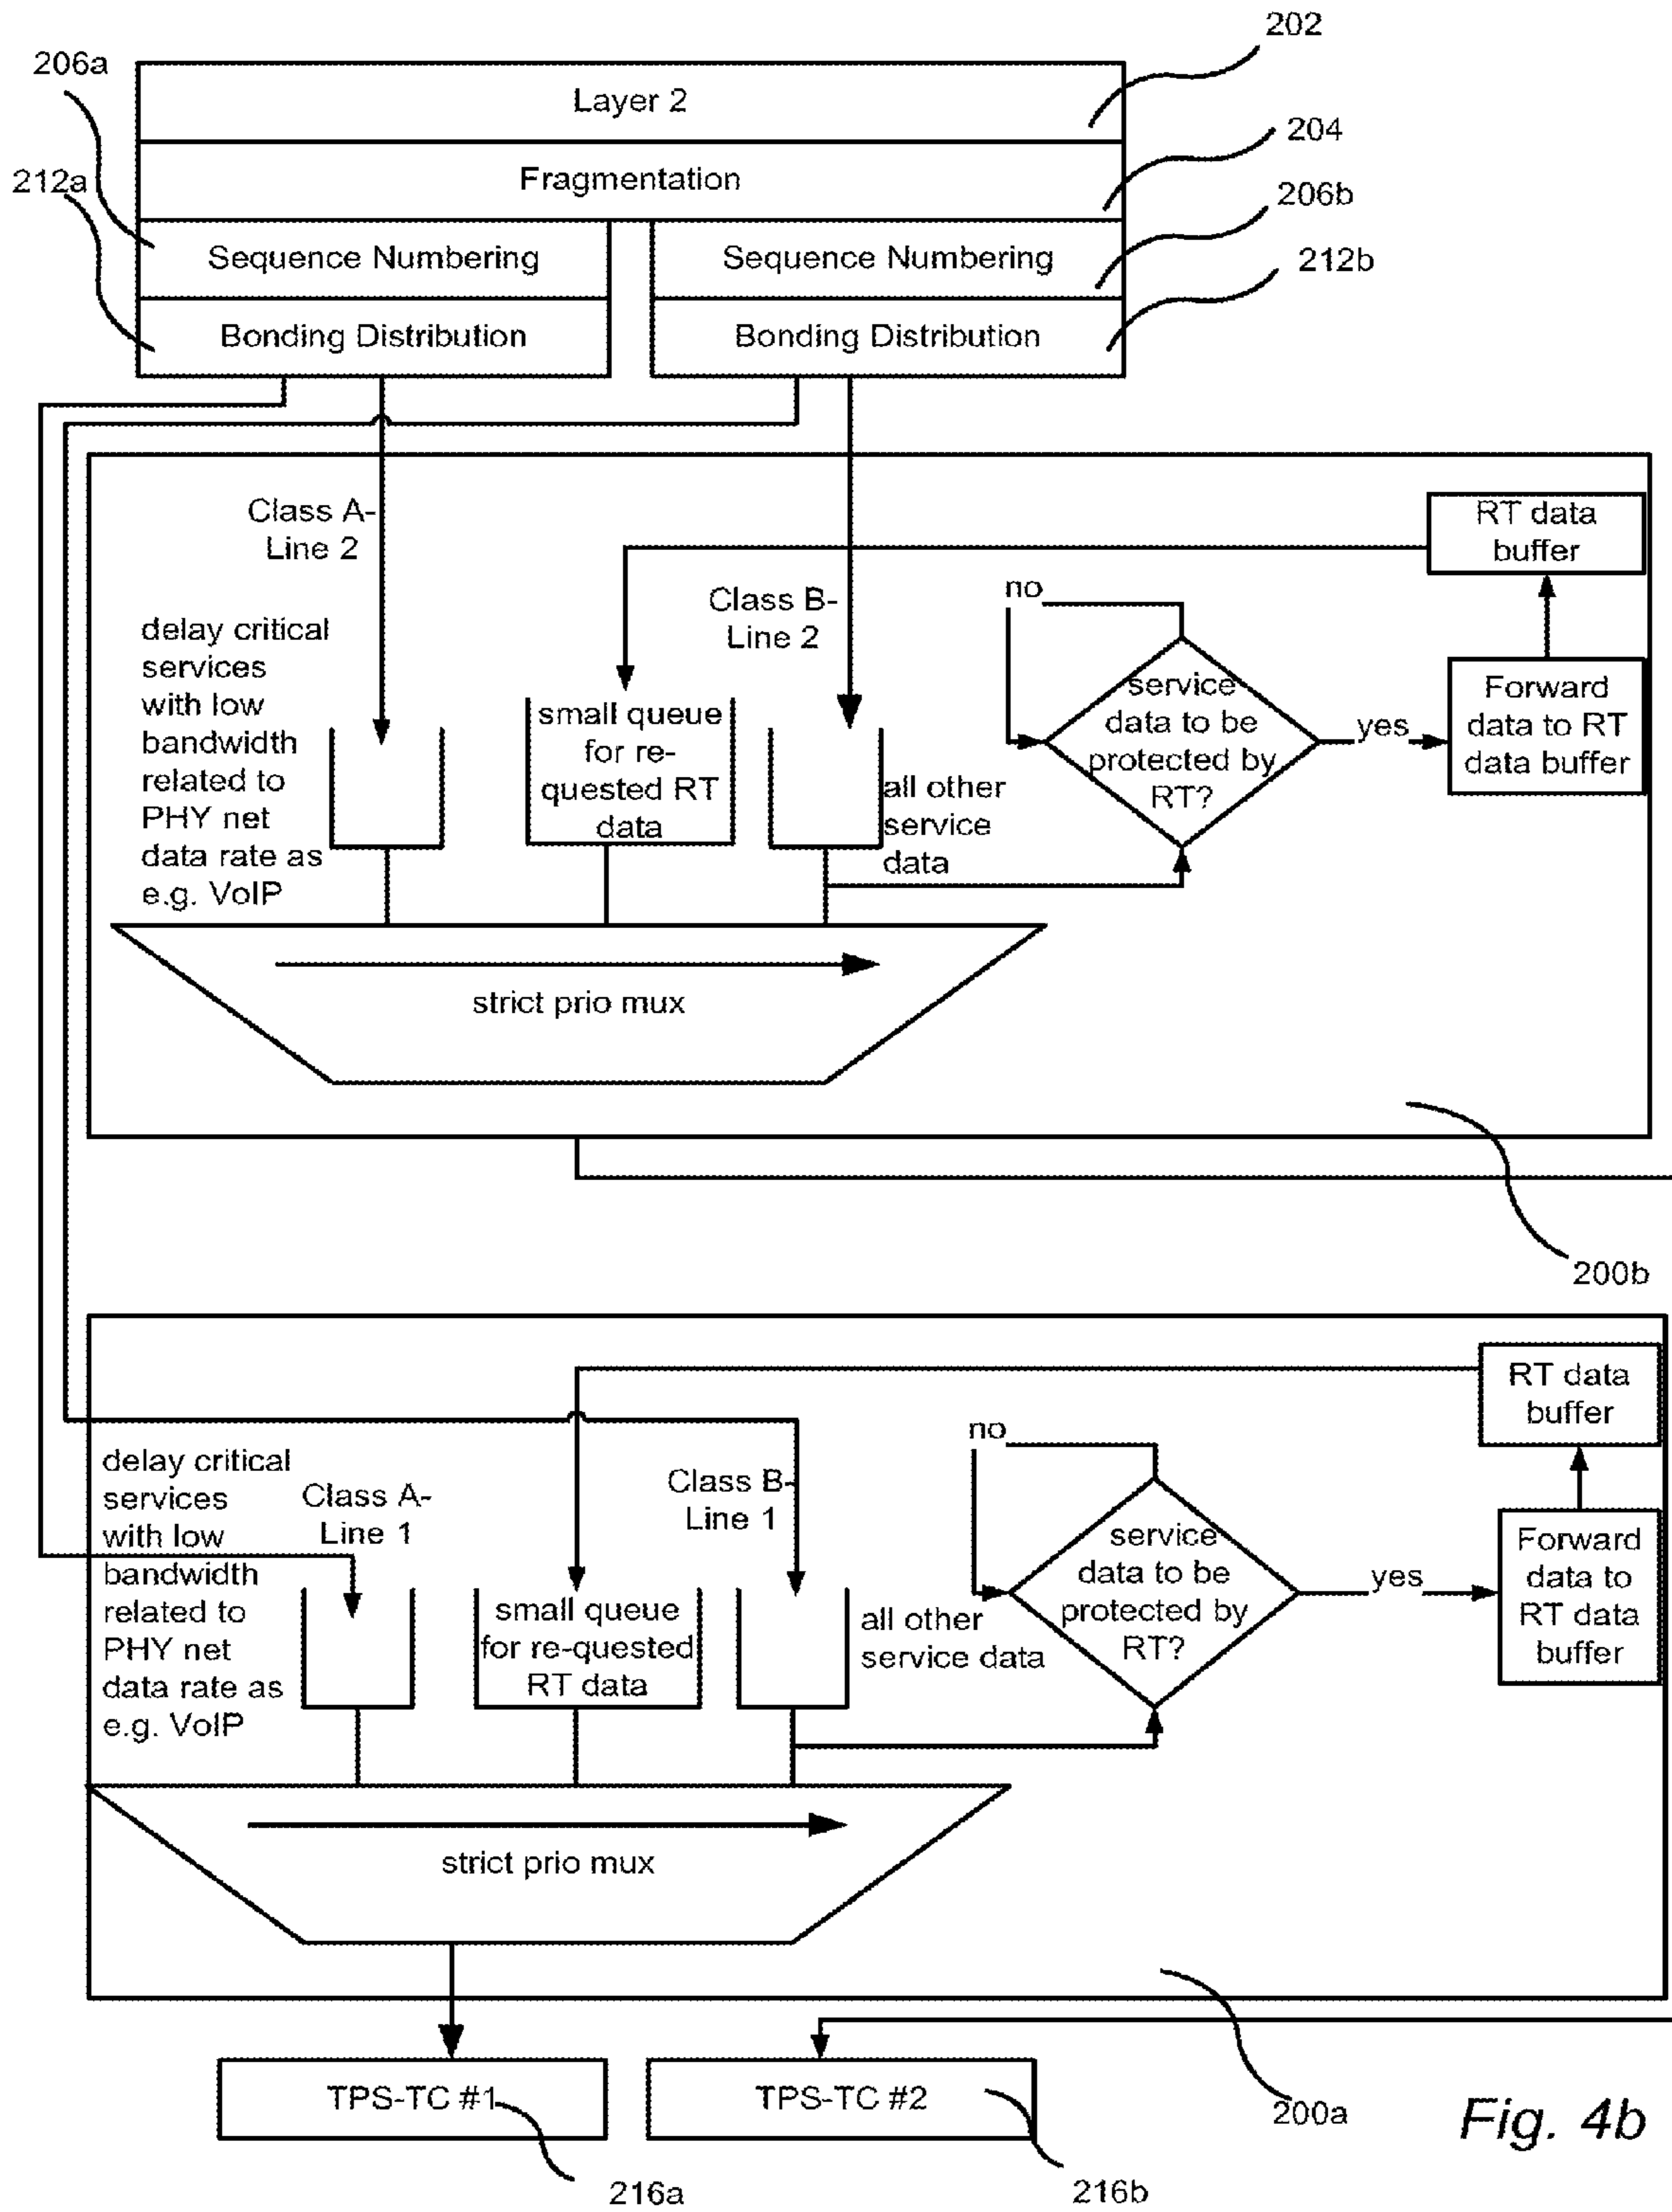 202
206a
Layer 2
204
Fragmentation
212a
206b
Sequence Numbering
Sequence Numbering
212b
Bonding Distribution
Bonding Distribution
Class A-
Line 2
RT data
buffer
no
Class B-
Line 2
delay critical
services
with low
bandwidth
related to
PHY net
data rate as
e.g. VoIP
small queue
for re-
quested RT
data
all other
service
data
service
data to be
protected by
RT?
yes
Forward
data to RT
data buffer
strict prio mux
200b
RT data
buffer
no
delay critical
services
with low
bandwidth
related to
PHY net
data rate as
e.g. VoIP
Class A-
Line 1
Class B-
Line 1
small queue
for re-quested
RT data
all other
service data
service
data to be
protected by
RT?
yes
Forward
data to
RT data
buffer
strict prio mux
TPS-TC #1
TPS-TC #2
200a
Fig. 4b
216a
216b